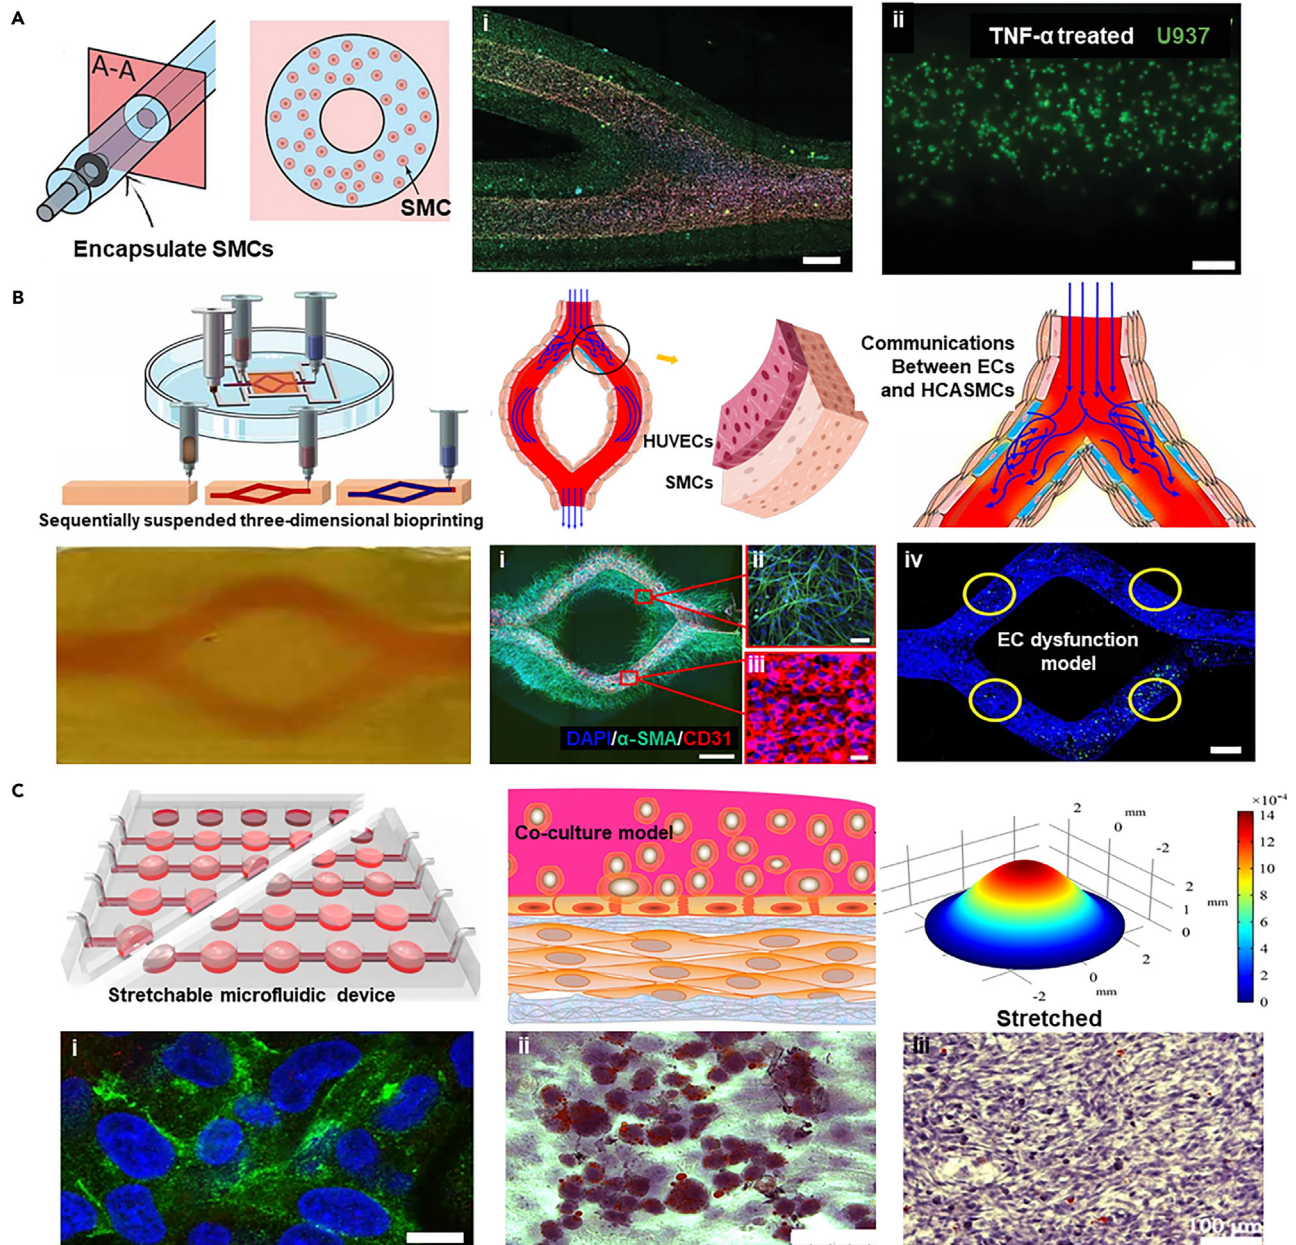 A
A-A
SMC
Encapsulate SMCs
i
ii
TNF-α treated U937
B
Sequentially suspended three-dimensional bioprinting
HUVECs
SMCs
Communications
Between ECs
and HCASMCs
i
DAPI/α-SMA/CD31
ii
iii
iv
EC dysfunction
model
C
Stretchable microfluidic device
Co-culture model
2
mm
0
-2
2
1
mm
0
2
0
mm
-2
×10⁻⁴
14
12
10
8
6
4
2
0
Stretched
i
ii
iii
100 μm